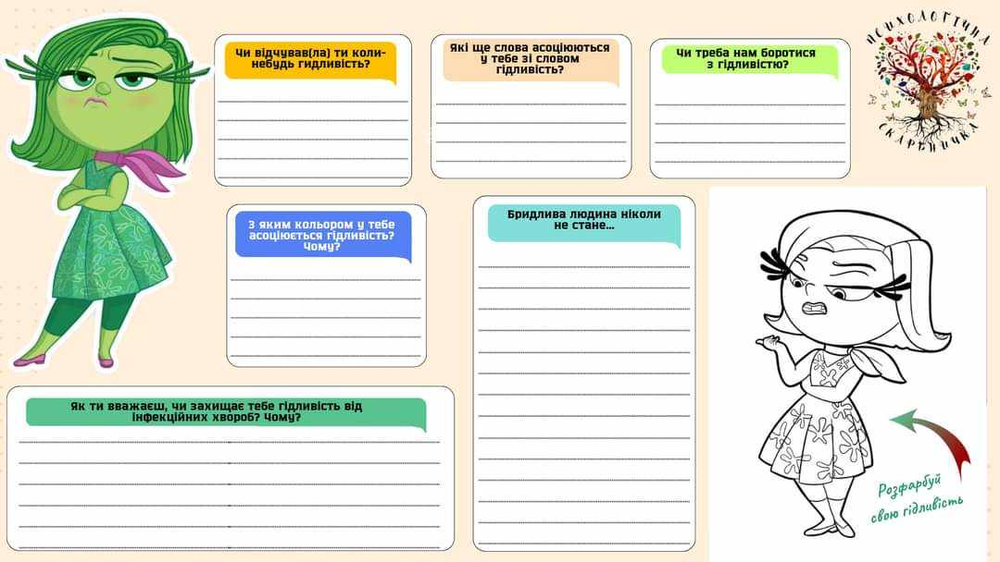 Чи відчував(ла) ти коли-
небудь гидливість?
Які ще слова асоціюються
у тебе зі словом
гідливість?
Чи треба нам боротися
з гідливістю?
ПСИХОЛОГІЧНА
СКАРБНИЧКА
З яким кольором у тебе
асоціюється гідливість?
Чому?
Бридлива людина ніколи
не стане...
Як ти вважаєш, чи захищає тебе гідливість від
інфекційних хвороб? Чому?
Розфарбуй
свою гідливість